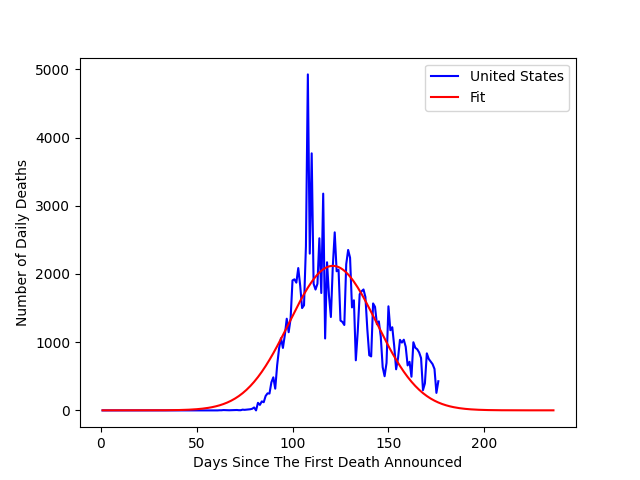 United States
Fit
5000
4000
3000
2000
1000
0
Number of Daily Deaths
0
50
100
150
200
Days Since The First Death Announced